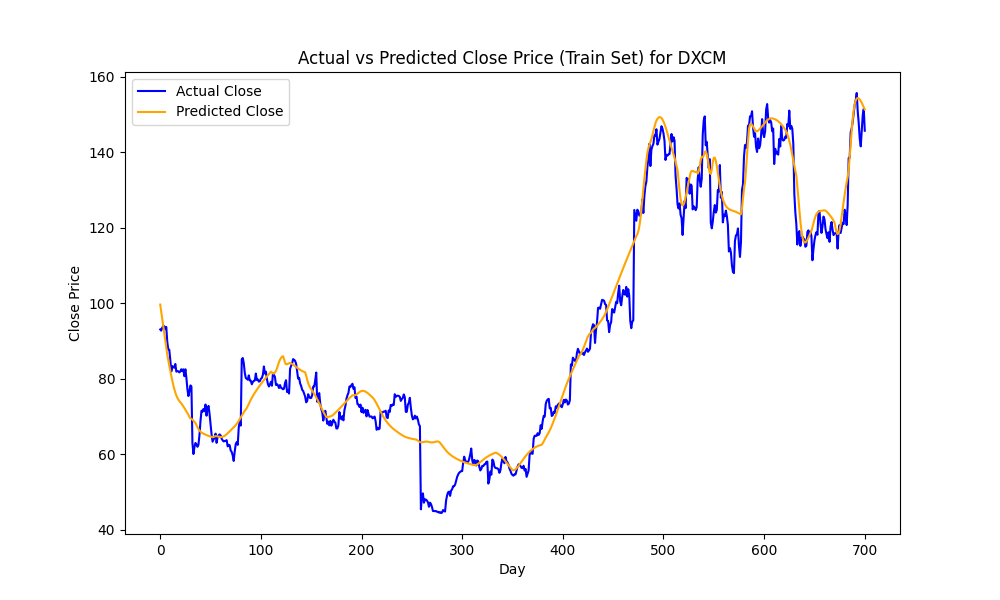 Actual vs Predicted Close Price (Train Set) for DXCM
Actual Close
Predicted Close
Close Price
160
140
120
100
80
60
40
0 100 200 300 400 500 600 700
Day